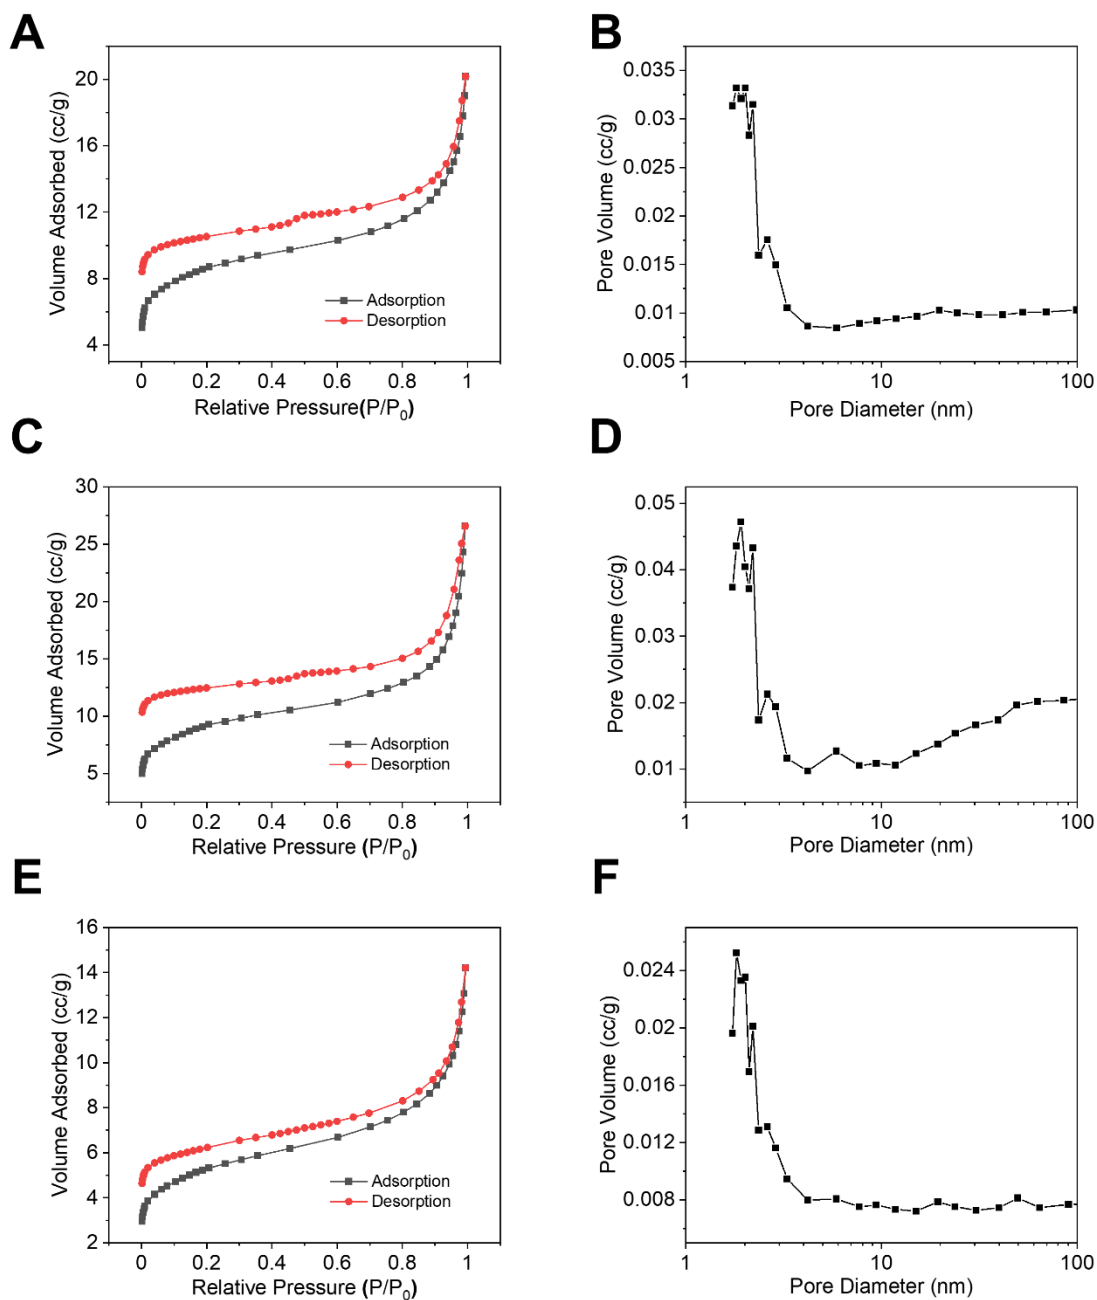 A
Volume Adsorbed (cc/g)
20
16
12
8
4
Adsorption
Desorption
0 0.2 0.4 0.6 0.8 1
Relative Pressure(P/P₀)
B
Pore Volume (cc/g)
0.035
0.03
0.025
0.02
0.015
0.01
0.005
1 10 100
Pore Diameter (nm)
C
Volume Adsorbed (cc/g)
30
25
20
15
10
5
Adsorption
Desorption
0 0.2 0.4 0.6 0.8 1
Relative Pressure (P/P₀)
D
Pore Volume (cc/g)
0.05
0.04
0.03
0.02
0.01
1 10 100
Pore Diameter (nm)
E
Volume Adsorbed (cc/g)
16
14
12
10
8
6
4
2
Adsorption
Desorption
0 0.2 0.4 0.6 0.8 1
Relative Pressure (P/P₀)
F
Pore Volume (cc/g)
0.024
0.02
0.016
0.012
0.008
1 10 100
Pore Diameter (nm)